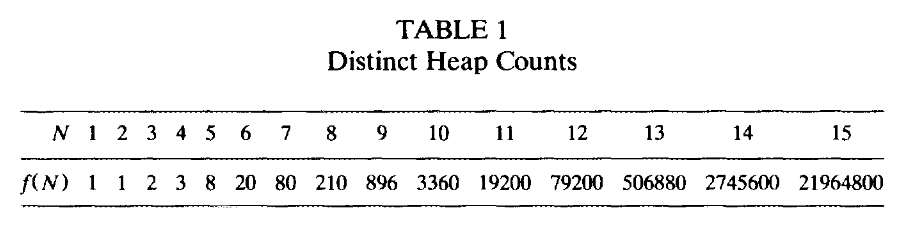 TABLE 1
Distinct Heap Counts
N 1 2 3 4 5 6 7 8 9 10 11 12 13 14 15
f(N) 1 1 2 3 8 20 80 210 896 3360 19200 79200 506880 2745600 21964800